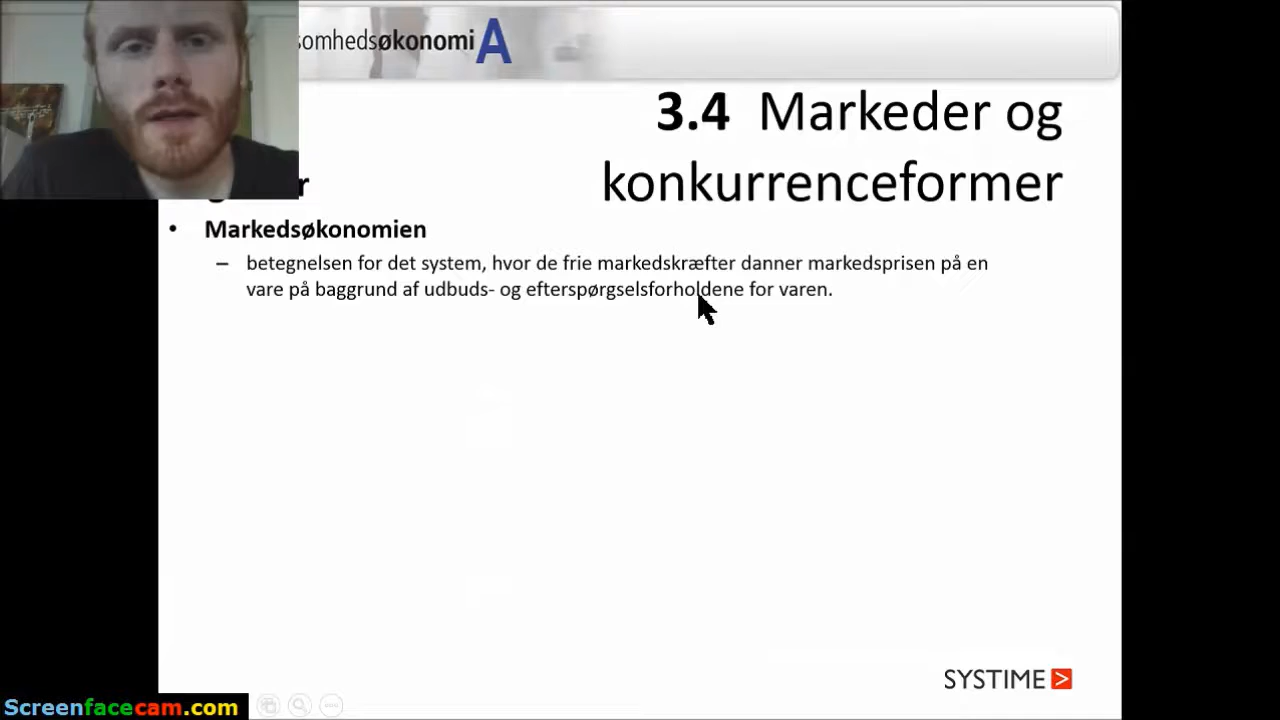 somhedsøkonomi A
3.4 Markeder og
konkurrenceformer
• Markedsøkonomien
– betegnelsen for det system, hvor de frie markedskræfter danner markedsprisen på en
vare på baggrund af udbuds- og efterspørgselsforholdene for varen.
SYSTIME
Screenfacecam.com